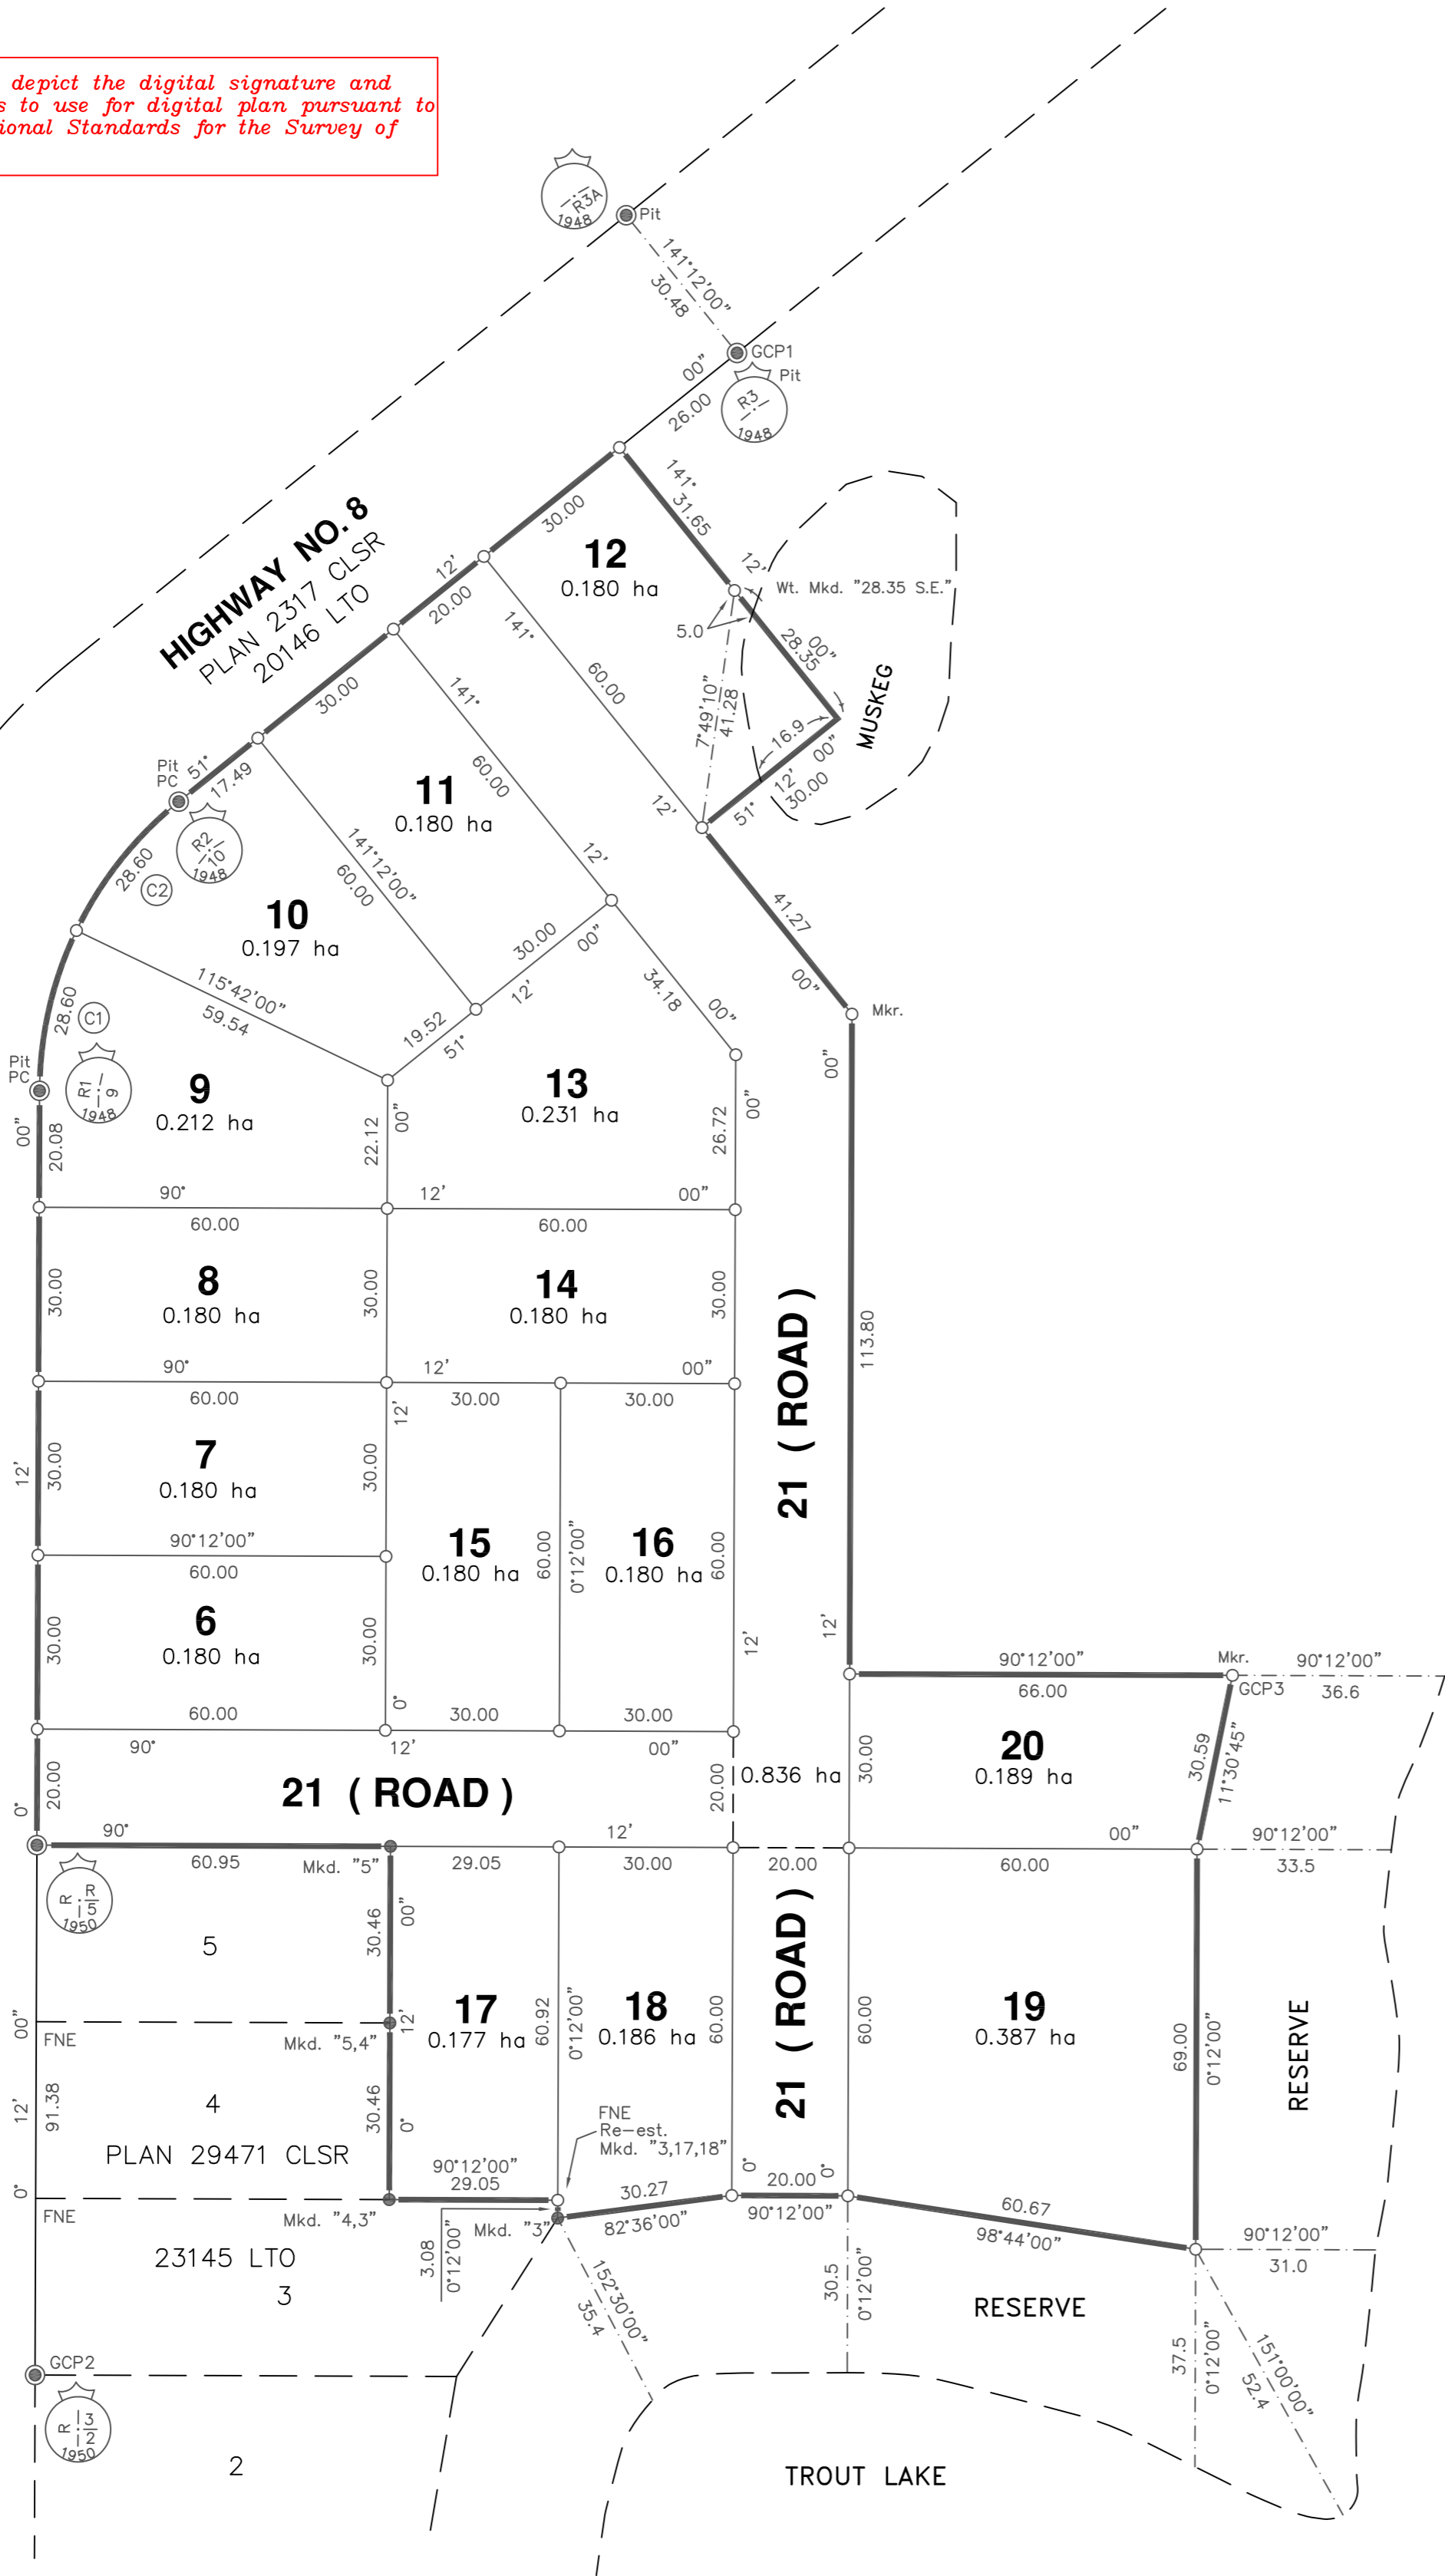 depict the digital signature and
s to use for digital plan pursuant to
ional Standards for the Survey of
R3A
1948
Pit
141°12'00"
30.48
GCP1
Pit
R3
1948
00"
26.00
141°
31.65
12'
Wt. Mkd. "28.35 S.E."
5.0
00"
28.35
MUSKEG
7°49'10"
41.28
16.9
00"
12'
30.00
51°
HIGHWAY NO. 8
PLAN 2317 CLSR
20146 LTO
30.00
12
0.180 ha
12'
20.00
141°
60.00
12'
30.00
141°
60.00
12'
11
0.180 ha
Pit
PC
51°
17.49
R2
10
1948
28.60
C2
141°12'00"
60.00
10
0.197 ha
30.00
00"
12'
41.27
00"
Mkr.
34.18
00"
115°42'00"
59.54
19.52
51°
28.60
C1
Pit
PC
R1
9
1948
9
0.212 ha
13
0.231 ha
00"
20.08
22.12
00"
26.72
00"
00"
90°
12'
00"
60.00
60.00
8
0.180 ha
14
0.180 ha
30.00
30.00
30.00
113.80
21 ( ROAD )
90°
12'
00"
60.00
30.00
30.00
12'
7
0.180 ha
12'
30.00
30.00
90°12'00"
60.00
15
0.180 ha
60.00
0°12'00"
16
0.180 ha
60.00
6
0.180 ha
30.00
30.00
0°
12'
12'
60.00
30.00
30.00
90°
12'
00"
90°12'00"
66.00
Mkr.
GCP3
90°12'00"
36.6
21 ( ROAD )
0°
20.00
20.00
0.836 ha
30.00
20
0.189 ha
30.59
11°30'45"
90°
12'
00"
60.95
Mkd. "5"
29.05
30.00
20.00
60.00
90°12'00"
33.5
R
R
5
1950
5
30.46
00"
17
0.177 ha
60.92
0°12'00"
18
0.186 ha
60.00
21 ( ROAD )
60.00
19
0.387 ha
69.00
0°12'00"
RESERVE
00"
FNE
Mkd. "5,4"
12'
12'
91.38
4
30.46
0°
PLAN 29471 CLSR
FNE
Re-est.
Mkd. "3,17,18"
90°12'00"
29.05
0°
FNE
Mkd. "4,3"
Mkd. "3"
30.27
82°36'00"
0°
20.00
0°
90°12'00"
60.67
98°44'00"
90°12'00"
31.0
23145 LTO
3
3.08
0°12'00"
152°30'00"
35.4
30.5
0°12'00"
RESERVE
37.5
0°12'00"
151°00'00"
52.4
GCP2
R
3
2
1950
2
TROUT LAKE